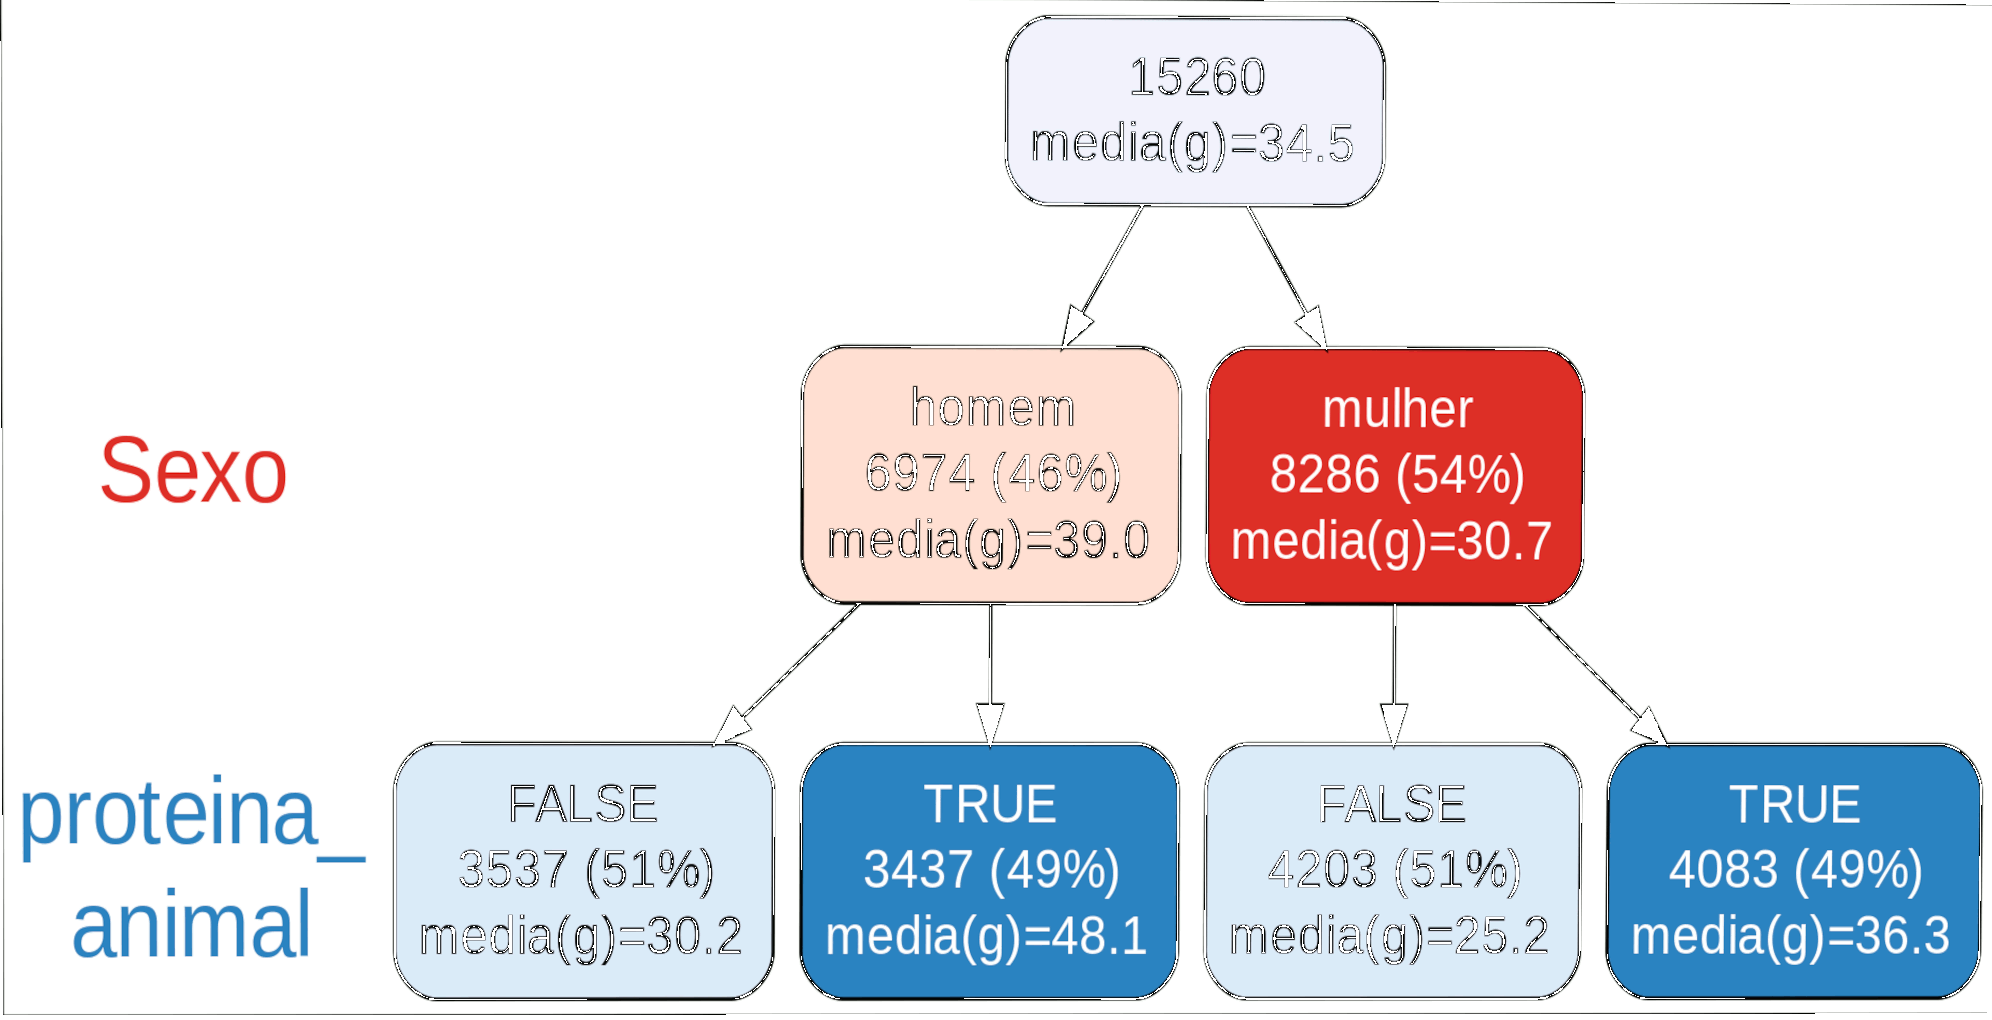 15260
media(g)=34.5
Sexo
homem
6974 (46%)
media(g)=39.0
mulher
8286 (54%)
media(g)=30.7
proteina_
animal
FALSE
3537 (51%)
media(g)=30.2
TRUE
3437 (49%)
media(g)=48.1
FALSE
4203 (51%)
media(g)=25.2
TRUE
4083 (49%)
media(g)=36.3